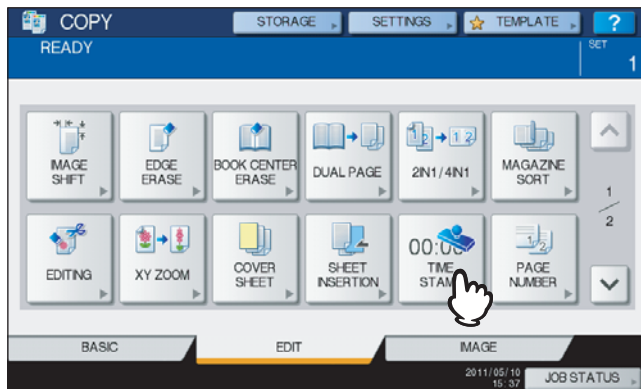 COPY
STORAGE
SETTINGS
TEMPLATE
?
READY
SET
1
IMAGE
SHIFT
EDGE
ERASE
BOOK CENTER
ERASE
DUAL PAGE
2IN1/4IN1
MAGAZINE
SORT
1
2
EDITING
XY ZOOM
COVER
SHEET
SHEET
INSERTION
00:00
TIME
STAMP
PAGE
NUMBER
BASIC
EDIT
IMAGE
2011/05/10
15:37
JOB STATUS